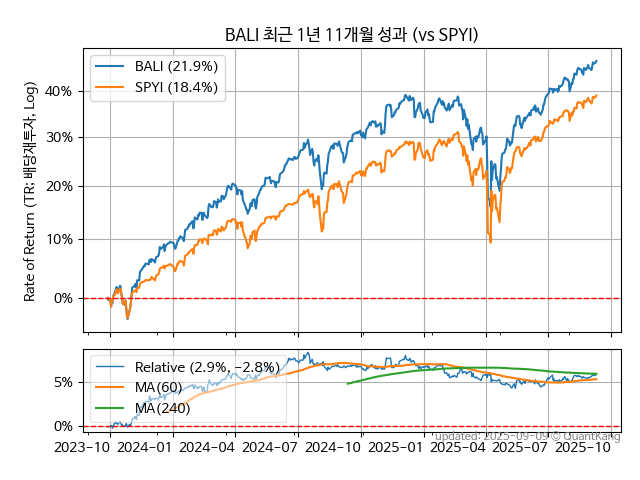 BALI 최근 1년 11개월 성과 (vs SPYI)
Rate of Return (TR: 배당재투자, Log)
BALI (21.9%)
SPYI (18.4%)
40%
30%
20%
10%
0%
Relative (2.9%, −2.8%)
MA(60)
MA(240)
5%
0%
2023-10 2024-01 2024-04 2024-07 2024-10 2025-01 2025-04 2025-07 2025-10
updated: 2025-09-09 © QuantKang